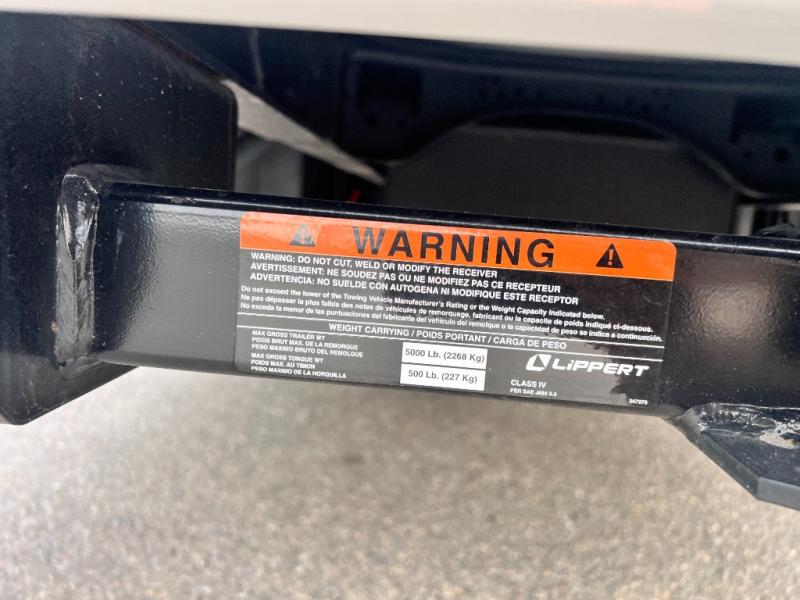 WARNING
WARNING: DO NOT CUT, WELD OR MODIFY THE RECEIVER
AVERTISSEMENT: NE SOUDEZ PAS OU NE MODIFIEZ PAS CE RECEPTEUR
ADVERTENCIA: NO SUELDE CON AUTOGENA NI MODIFIQUE ESTE RECEPTOR
Do not exceed the lower of the Towing Vehicle Manufacturer's Rating or the Weight Capacity Indicated below.
Ne pas dépasser la plus faible des notes de véhicules de remorquage, fabricant ou la capacité de poids indiqué ci-dessous.
No exceda la menor de las puntuaciones del fabricante del vehículo del remolque o la capacidad de peso se indica a continuación.
WEIGHT CARRYING / POIDS PORTANT / CARGA DE PESO
MAX GROSS TRAILER WT
POIDS BRUT MAX. DE LA REMORQUE
PESO MAXIMO BRUTO DEL REMOLQUE
5000 Lb. (2268 Kg)
MAX GROSS TONGUE WT
POIDS MAX. AU TIMON
PESO MAXIMO DE LA HORQUILLA
500 Lb. (227 Kg)
LIPPERT
CLASS IV
PER SAE J684 5.4
347979